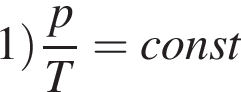 1) p/T = const